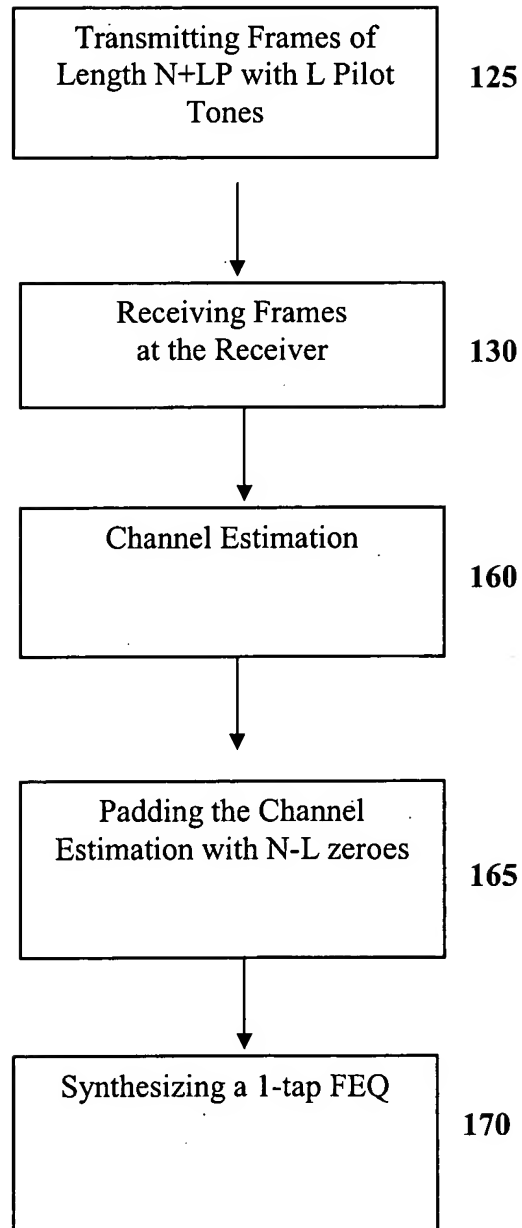 Transmitting Frames of
Length N+LP with L Pilot
Tones
125
Receiving Frames
at the Receiver
130
Channel Estimation
160
Padding the Channel
Estimation with N-L zeroes
165
Synthesizing a 1-tap FEQ
170